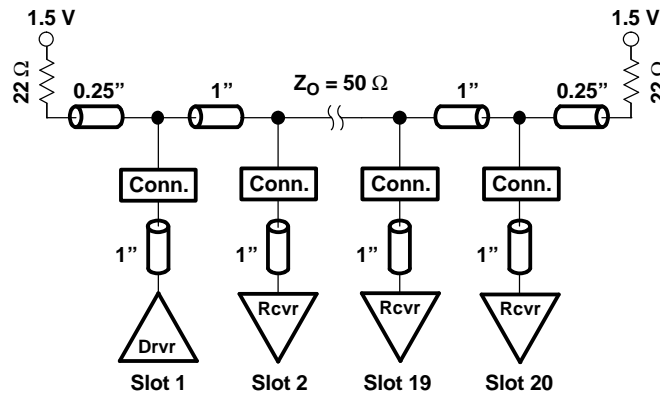 1.5 V
1.5 V
22 Ω
0.25”
1”
Z_O = 50 Ω
1”
0.25”
22 Ω
Conn.
Conn.
Conn.
Conn.
1”
1”
1”
1”
Drvr
Rcvr
Rcvr
Rcvr
Slot 1
Slot 2
Slot 19
Slot 20